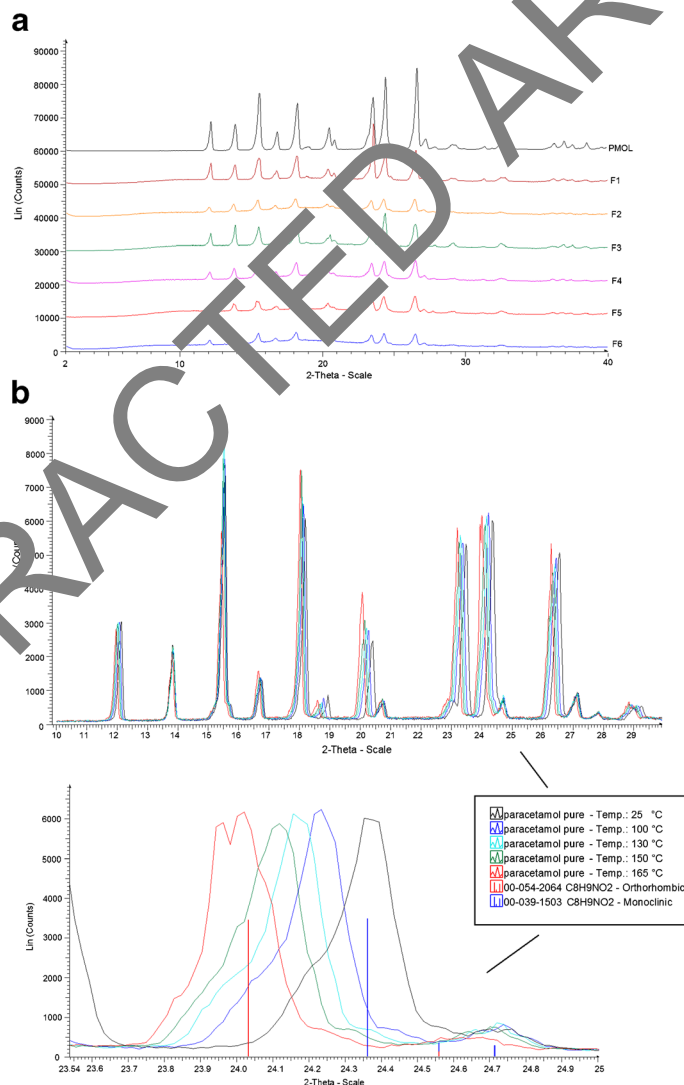 a
90000
80000
70000
60000
50000
40000
30000
20000
10000
0
Lin (Counts)
PMOL
F1
F2
F3
F4
F5
F6
2 10 20 30 40
2-Theta - Scale
RACTED AR
b
9000
8000
7000
6000
5000
4000
3000
2000
1000
0
10 11 12 13 14 15 16 17 18 19 20 21 22 23 24 25 26 27 28 29
2-Theta - Scale
6000
5000
4000
3000
2000
1000
0
Lin (Counts)
23.54 23.6 23.7 23.8 23.9 24.0 24.1 24.2 24.3 24.4 24.5 24.6 24.7 24.8 24.9 25
2-Theta - Scale
paracetamol pure - Temp.: 25 °C
paracetamol pure - Temp.: 100 °C
paracetamol pure - Temp.: 130 °C
paracetamol pure - Temp.: 150 °C
paracetamol pure - Temp.: 165 °C
00-054-2064 C8H9NO2 - Orthorhombic
00-039-1503 C8H9NO2 - Monoclinic